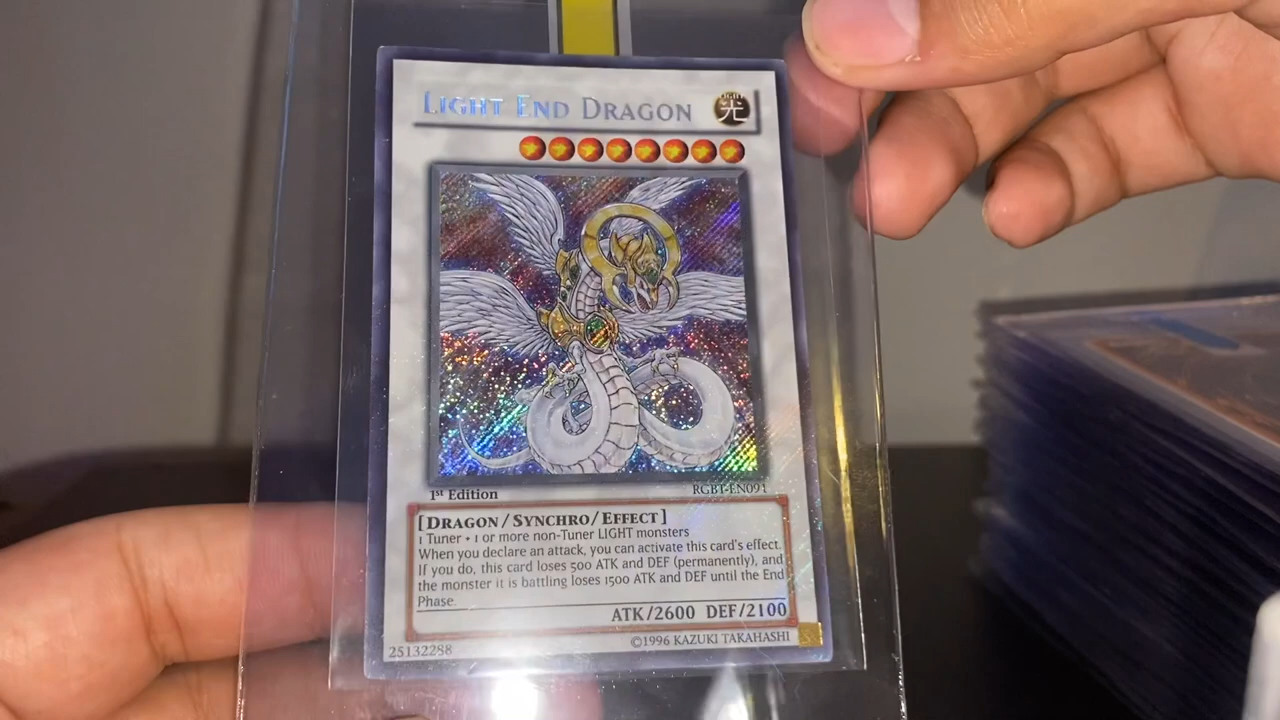 LIGHT END DRAGON
LIGHT
光
1st Edition
RGBT-EN091
[DRAGON/SYNCHRO/EFFECT]
1 Tuner + 1 or more non-Tuner LIGHT monsters
When you declare an attack, you can activate this card's effect.
If you do, this card loses 500 ATK and DEF (permanently), and
the monster it is battling loses 1500 ATK and DEF until the End
Phase.
ATK/2600 DEF/2100
25132288
©1996 KAZUKI TAKAHASHI